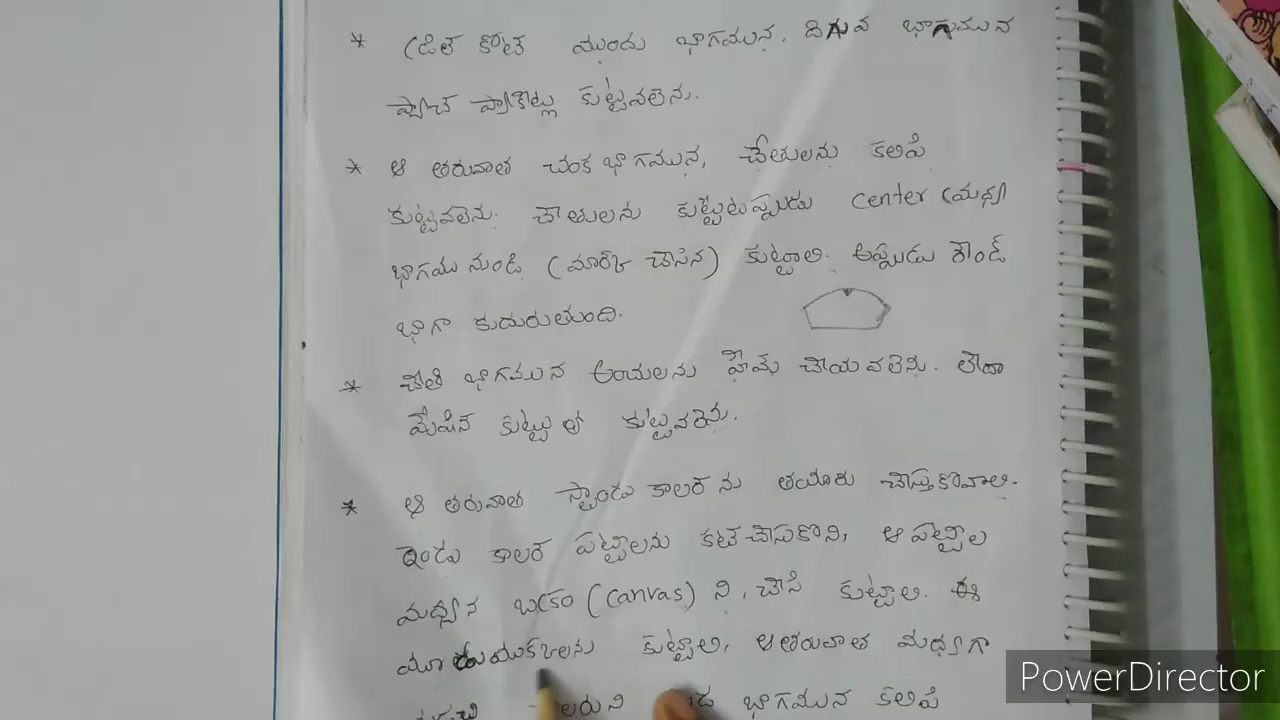 * ముందు భాగమున, దిగువ భాగమున
ప్యాచ్ ప్యాకెట్లు కుట్టవలెను.
* ఆ తరువాత చంక భాగమున, చేతులను కలిపి
కుట్టవలెను. చేతులను కుట్టేటప్పుడు center (మధ్య)
భాగము నుండి (మార్క్ చేసిన) కుట్టాలి. అప్పుడు రౌండ్
భాగా కుదురుతుంది.
* చేతి భాగమున అంచులను హెమ్మె చేయవలెను. లేదా
మెషిన్ కుట్టుతో కుట్టవలెను.
* ఆ తరువాత స్టాండు కాలర్ ను తయారు చేస్తుకోవాలి.
రెండు కాలర్ పట్టీలను కట్ చేసుకొని, ఆ పట్టీల
మధ్యన బక్రం (canvas) ని, చేసి కుట్టాలి. ఈ
కుట్టాలి, ఆ తరువాత మధ్యగా
భాగమున కలిపి
PowerDirector